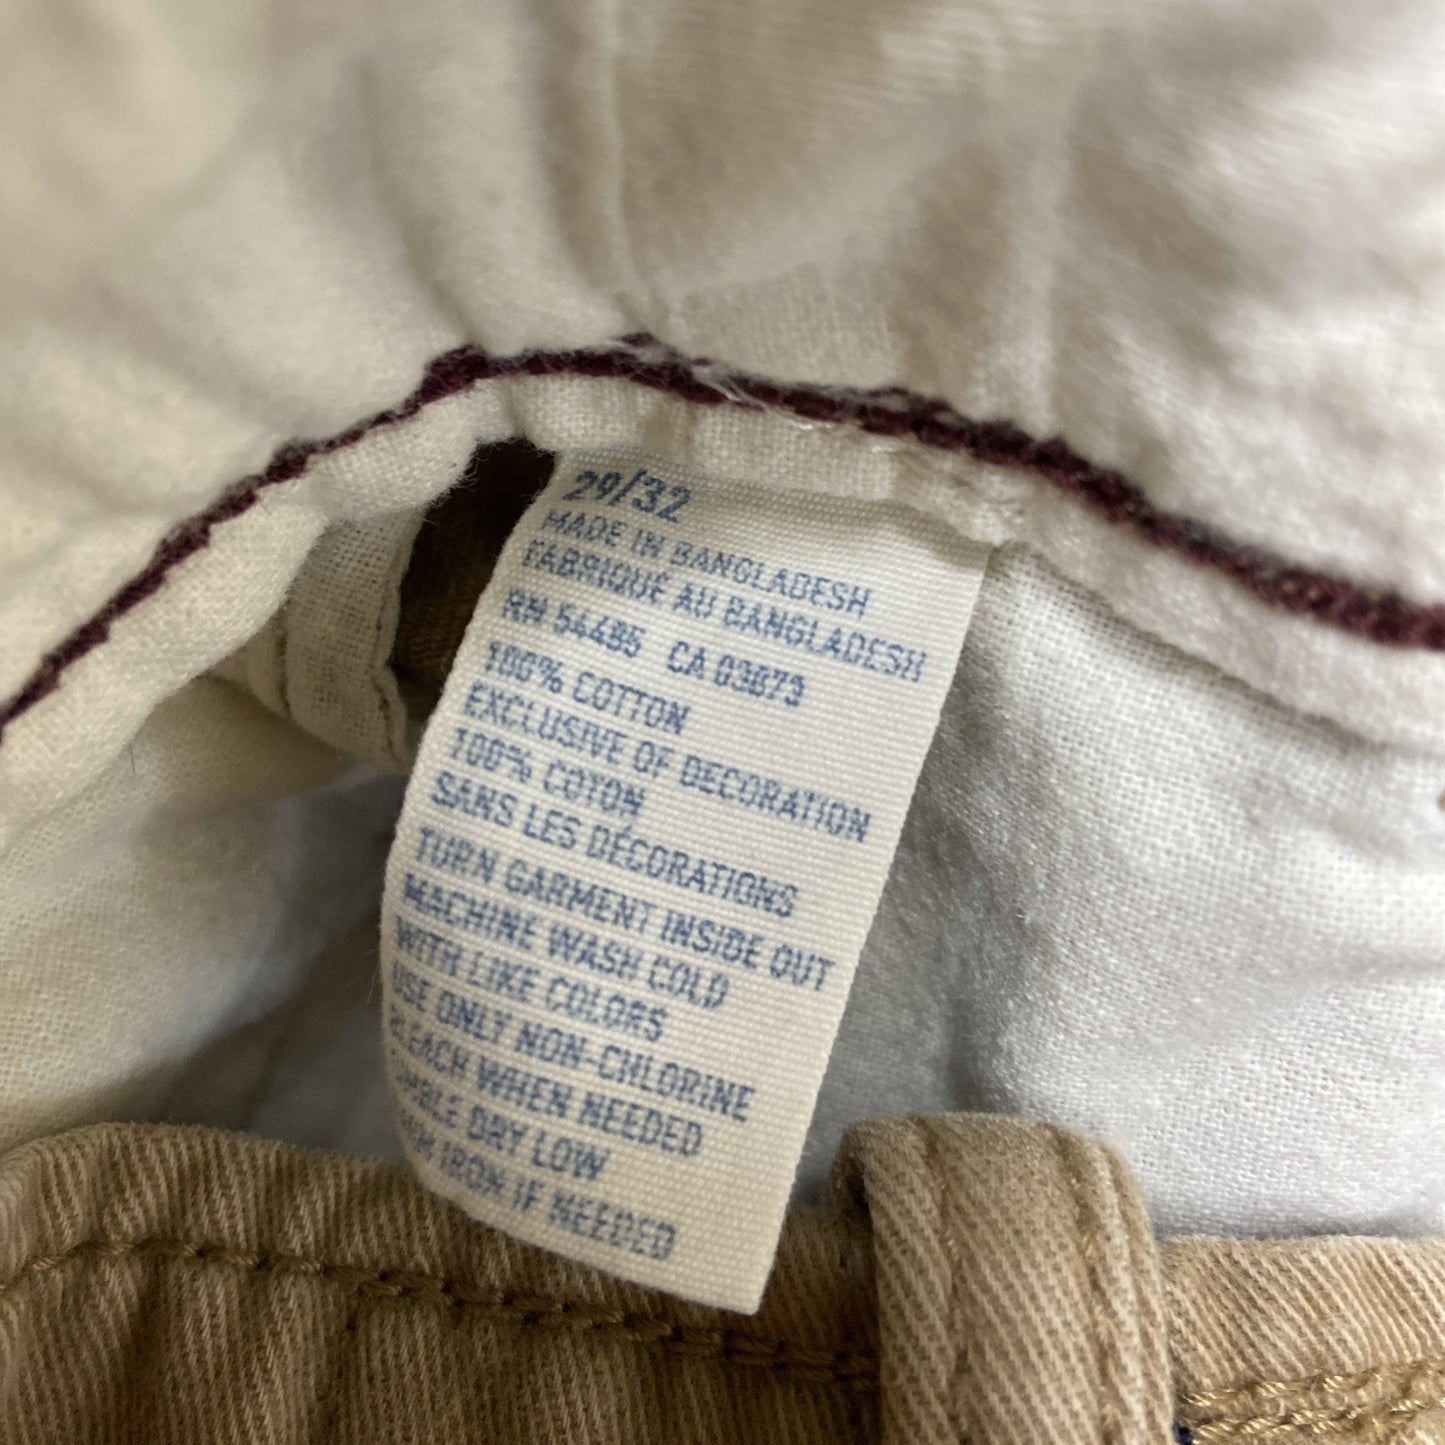 29/32
MADE IN BANGLADESH
FABRIQUÉ AU BANGLADESH
RN 54485 CA 03073
100% COTTON
EXCLUSIVE OF DECORATION
100% COTON
SANS LES DÉCORATIONS
TURN GARMENT INSIDE OUT
MACHINE WASH COLD
WITH LIKE COLORS
USE ONLY NON-CHLORINE
BLEACH WHEN NEEDED
TUMBLE DRY LOW
IRON IF NEEDED